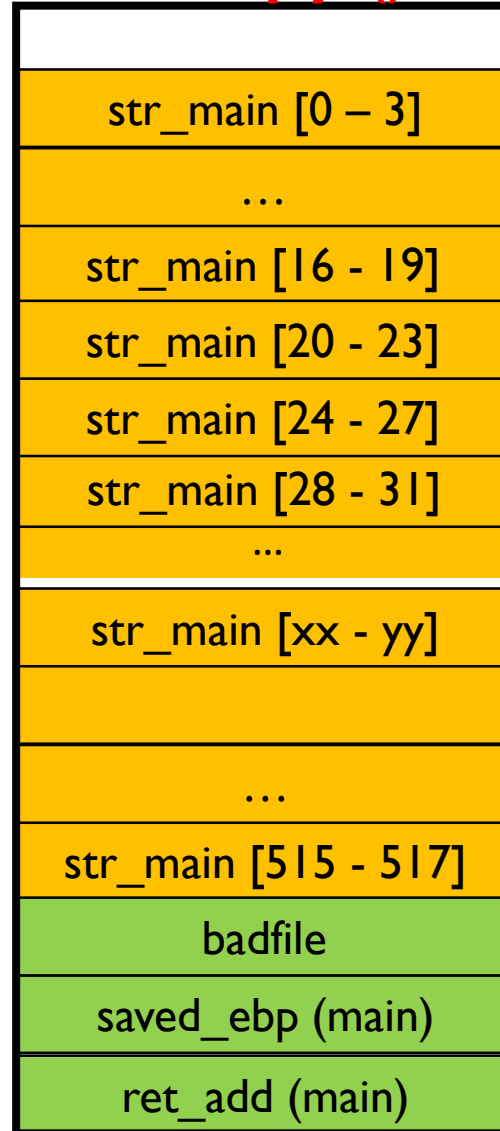 str_main [0 – 3]
…
str_main [16 - 19]
str_main [20 - 23]
str_main [24 - 27]
str_main [28 - 31]
...
str_main [xx - yy]
…
str_main [515 - 517]
badfile
saved_ebp (main)
ret_add (main)